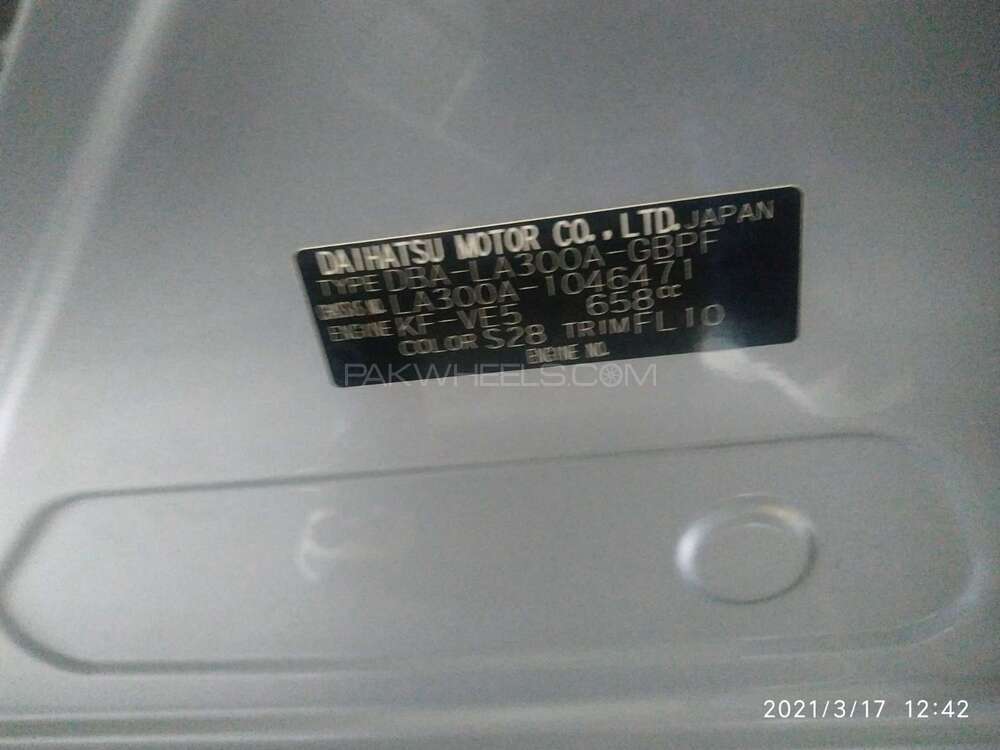 DAIHATSU MOTOR CO., LTD. JAPAN
TYPE DBA-LA300A-GBPF
CHASSIS NO. LA300A-1046471
ENGINE KF-VE5 658cc
COLOR S28 TRIM FL10
ENGINE NO.
PAKWHEELS.COM
2021/3/17 12:42